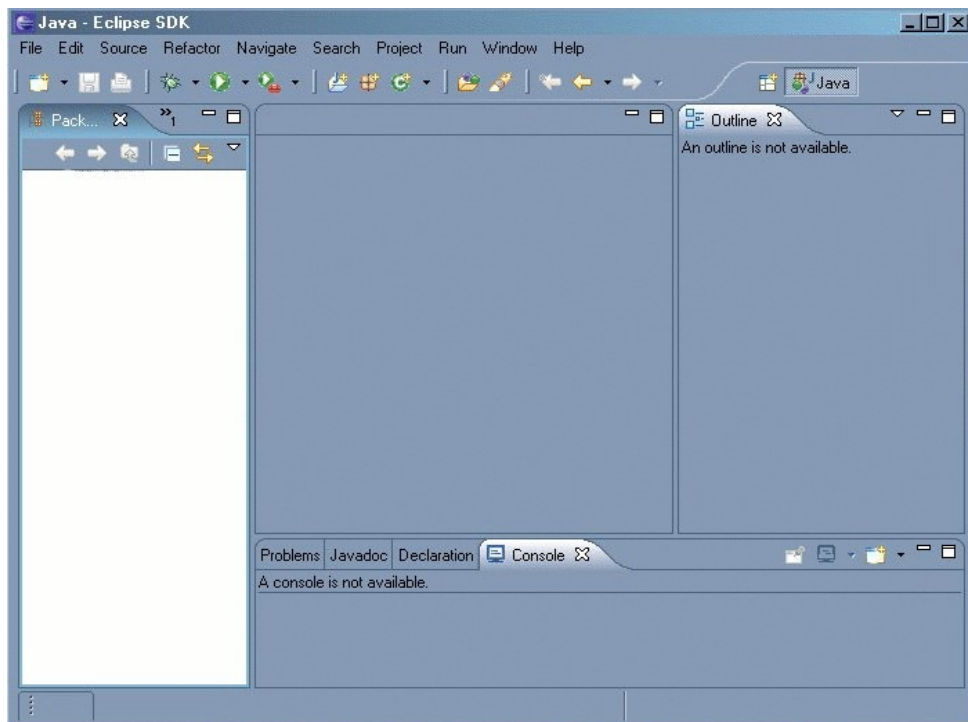 Java - Eclipse SDK
File Edit Source Refactor Navigate Search Project Run Window Help
Java
Pack... »1
Outline
An outline is not available.
Problems Javadoc Declaration Console
A console is not available.